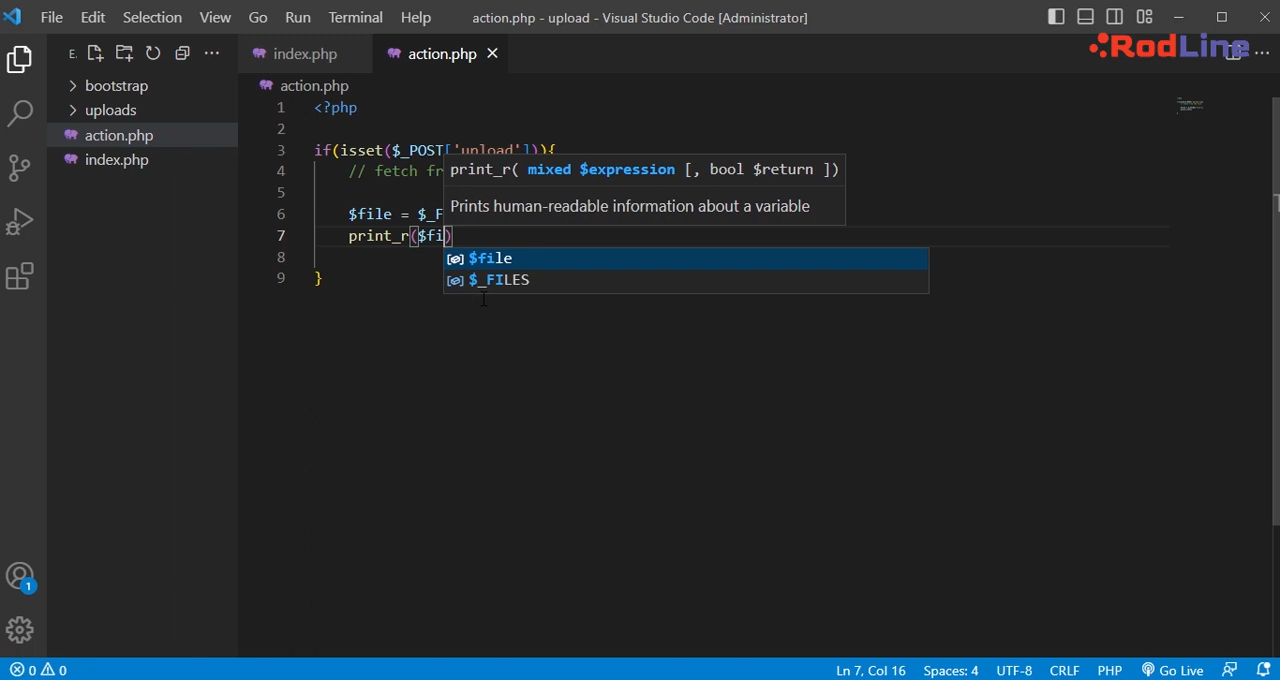 File Edit Selection View Go Run Terminal Help action.php - upload - Visual Studio Code [Administrator]
RodLine
E.
index.php action.php
bootstrap
uploads
action.php
index.php
action.php
1 <?php
2
3 if(isset($_POST['upload'])){
4 // fetch fr
5
6 $file = $_F
7 print_r($fi)
8
9 }
print_r( mixed $expression [, bool $return ])
Prints human-readable information about a variable
$file
$_FILES
1
0 0 Ln 7, Col 16 Spaces: 4 UTF-8 CRLF PHP Go Live